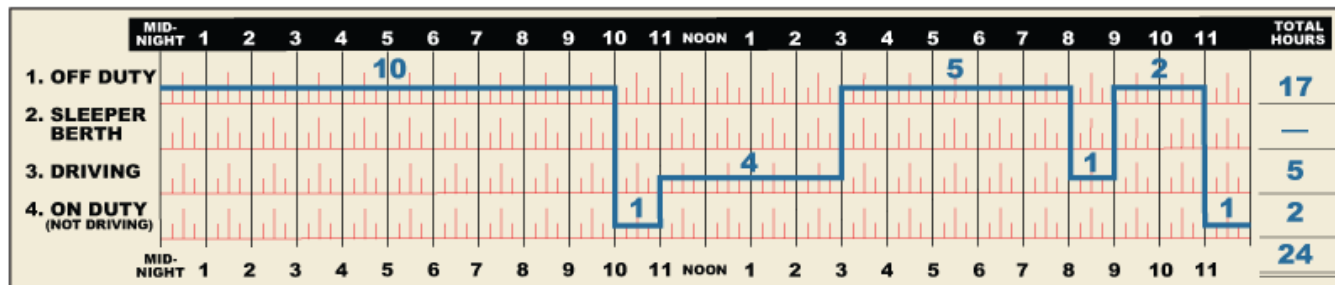 MID-NIGHT 1 2 3 4 5 6 7 8 9 10 11 NOON 1 2 3 4 5 6 7 8 9 10 11 TOTAL HOURS
1. OFF DUTY 10 5 2 17
2. SLEEPER BERTH —
3. DRIVING 4 1 5
4. ON DUTY (NOT DRIVING) 1 1 2
MID-NIGHT 1 2 3 4 5 6 7 8 9 10 11 NOON 1 2 3 4 5 6 7 8 9 10 11 24